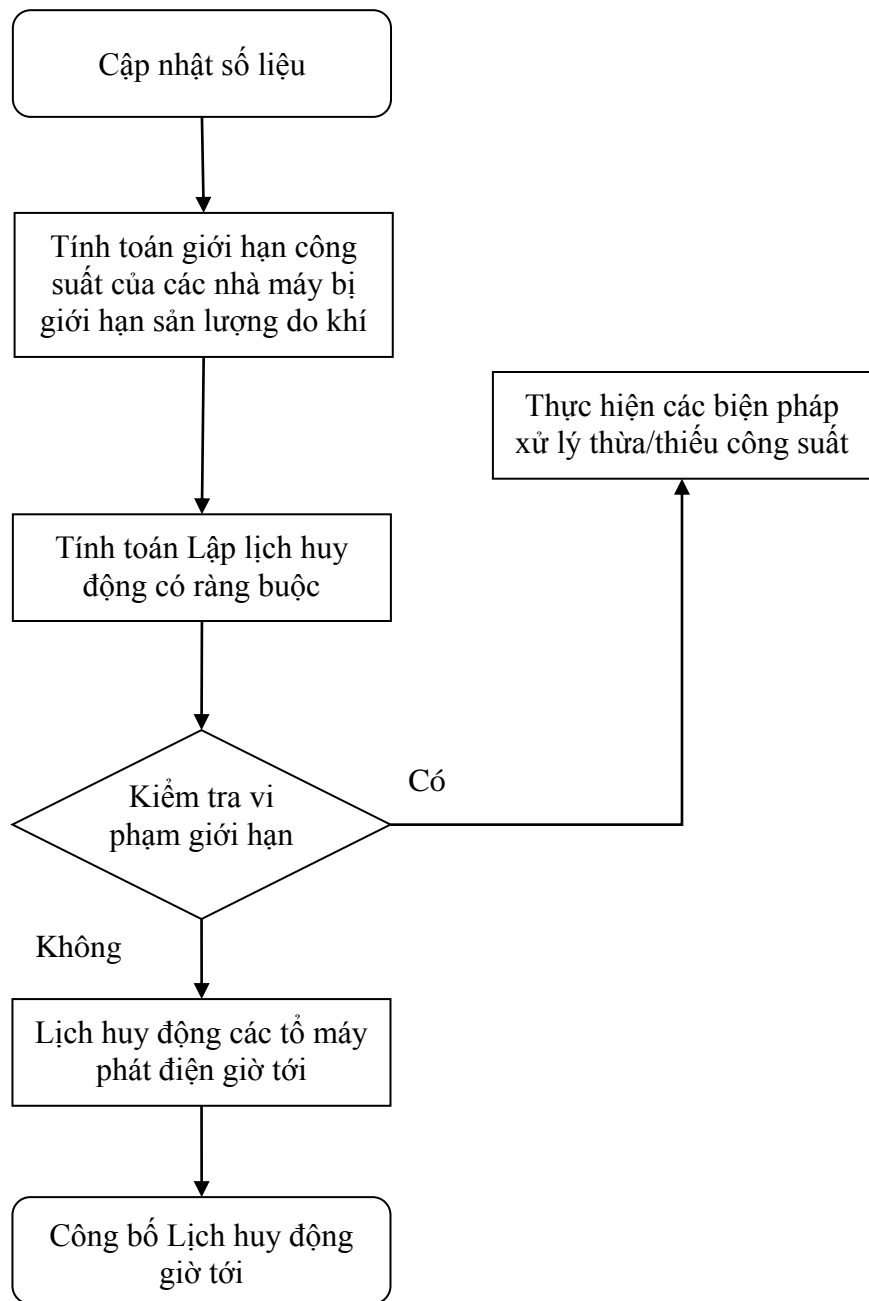 Cập nhật số liệu
Tính toán giới hạn công
suất của các nhà máy bị
giới hạn sản lượng do khí
Thực hiện các biện pháp
xử lý thừa/thiếu công suất
Tính toán Lập lịch huy
động có ràng buộc
Kiểm tra vi
phạm giới hạn
Có
Không
Lịch huy động các tổ máy
phát điện giờ tới
Công bố Lịch huy động
giờ tới